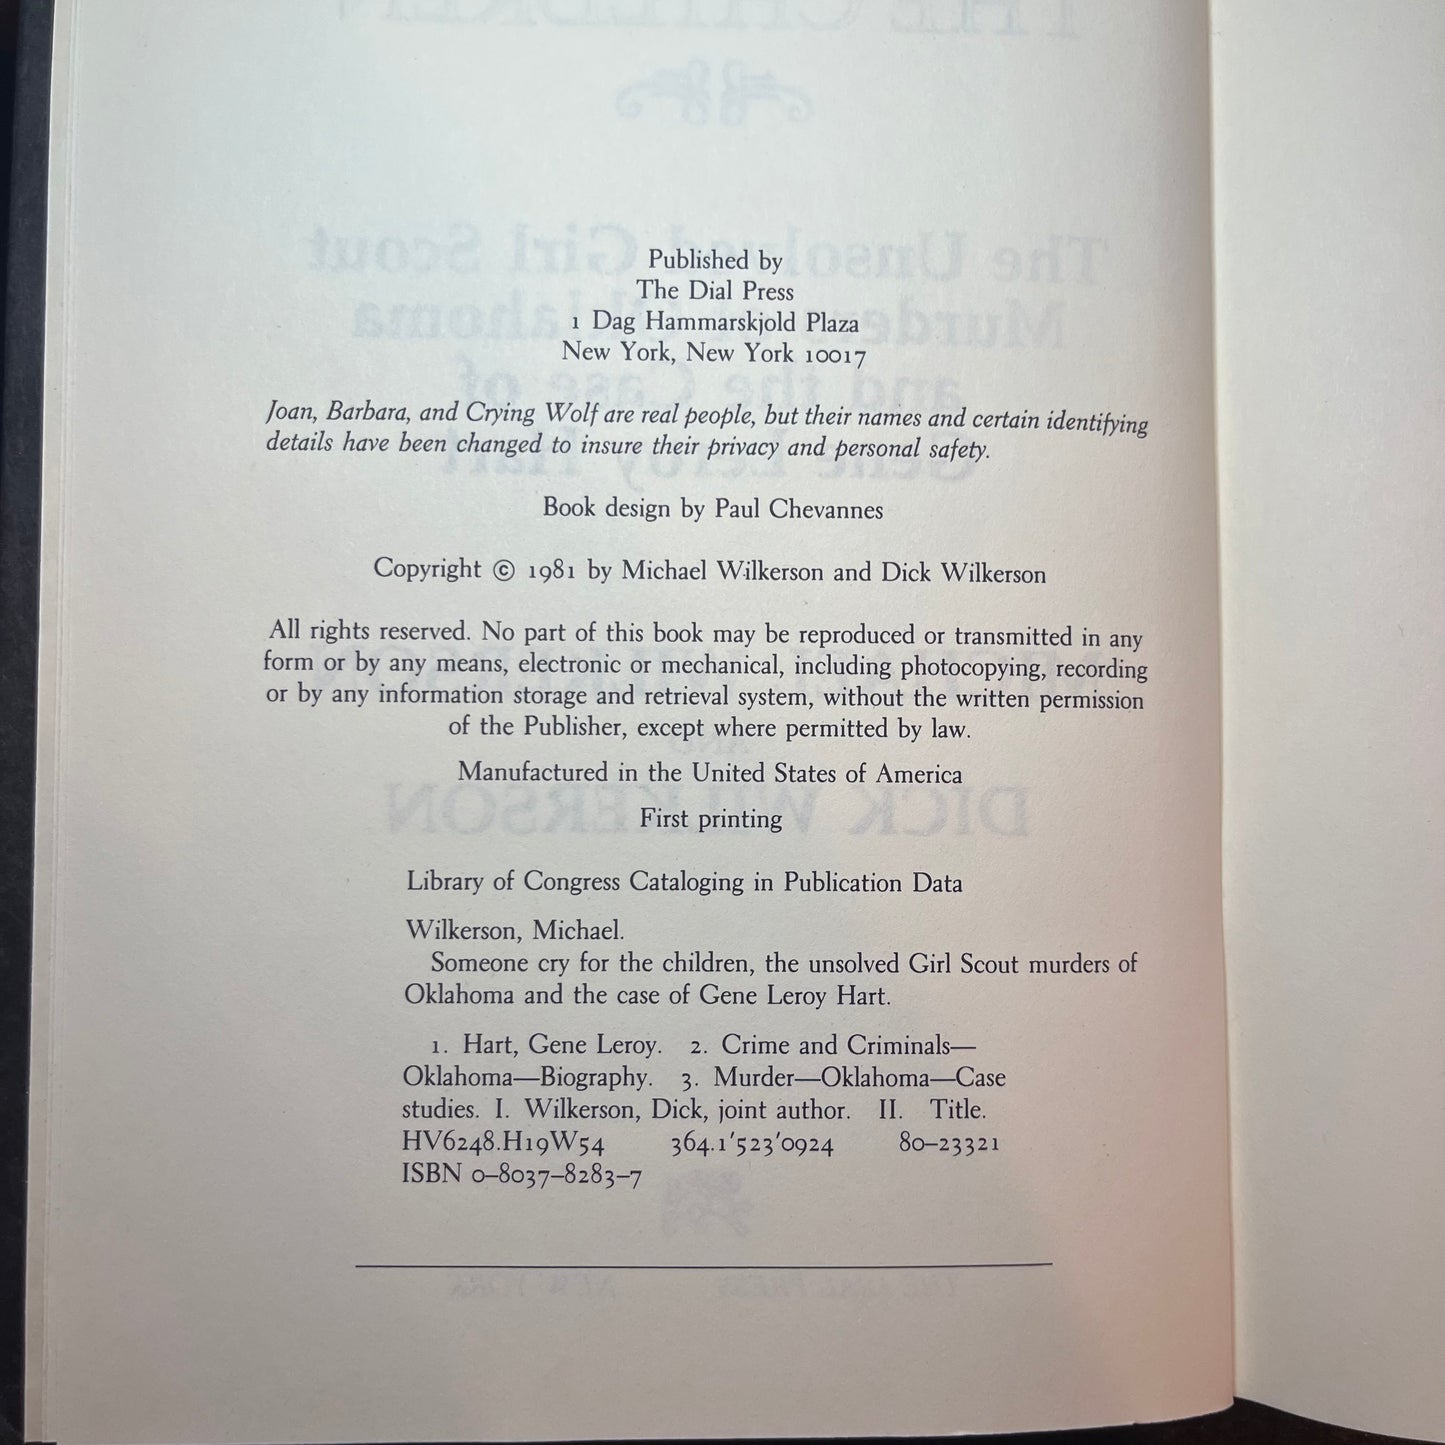 Published by
The Dial Press
1 Dag Hammarskjold Plaza
New York, New York 10017
Joan, Barbara, and Crying Wolf are real people, but their names and certain identifying
details have been changed to insure their privacy and personal safety.
Book design by Paul Chevannes
Copyright © 1981 by Michael Wilkerson and Dick Wilkerson
All rights reserved. No part of this book may be reproduced or transmitted in any
form or by any means, electronic or mechanical, including photocopying, recording
or by any information storage and retrieval system, without the written permission
of the Publisher, except where permitted by law.
Manufactured in the United States of America
First printing
Library of Congress Cataloging in Publication Data
Wilkerson, Michael.
Someone cry for the children, the unsolved Girl Scout murders of
Oklahoma and the case of Gene Leroy Hart.
1. Hart, Gene Leroy. 2. Crime and Criminals—
Oklahoma—Biography. 3. Murder—Oklahoma—Case
studies. I. Wilkerson, Dick, joint author. II. Title.
HV6248.H19W54 364.1′523′0924 80–23321
ISBN 0–8037–8283–7